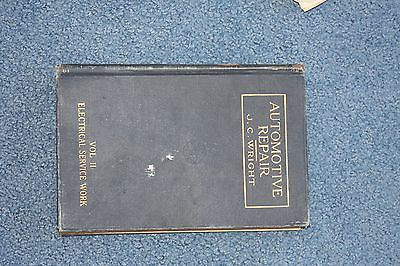 AUTOMOTIVE
REPAIR
J. C. WRIGHT
VOL II
ELECTRICAL SERVICE WORK